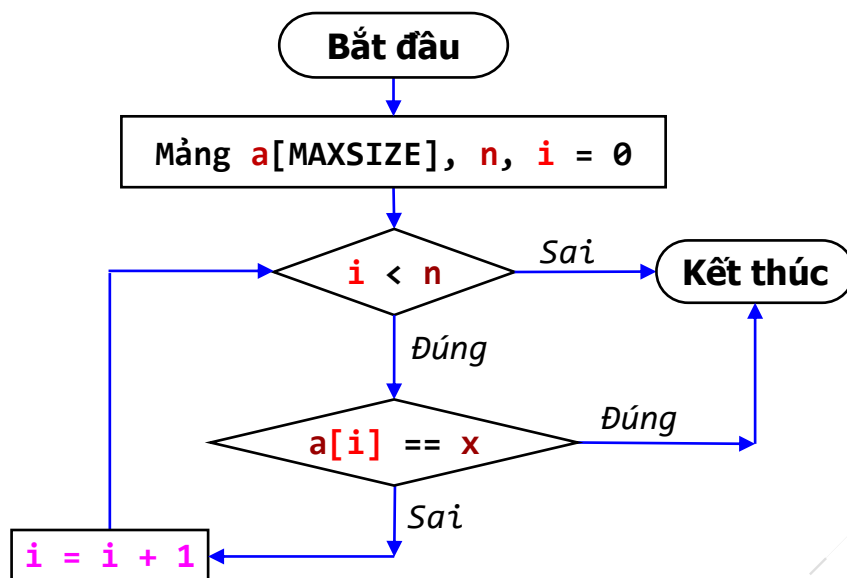 Bắt đầu
Mảng a[MAXSIZE], n, i = 0
i < n
Sai
Kết thúc
Đúng
a[i] == x
Đúng
Sai
i = i + 1